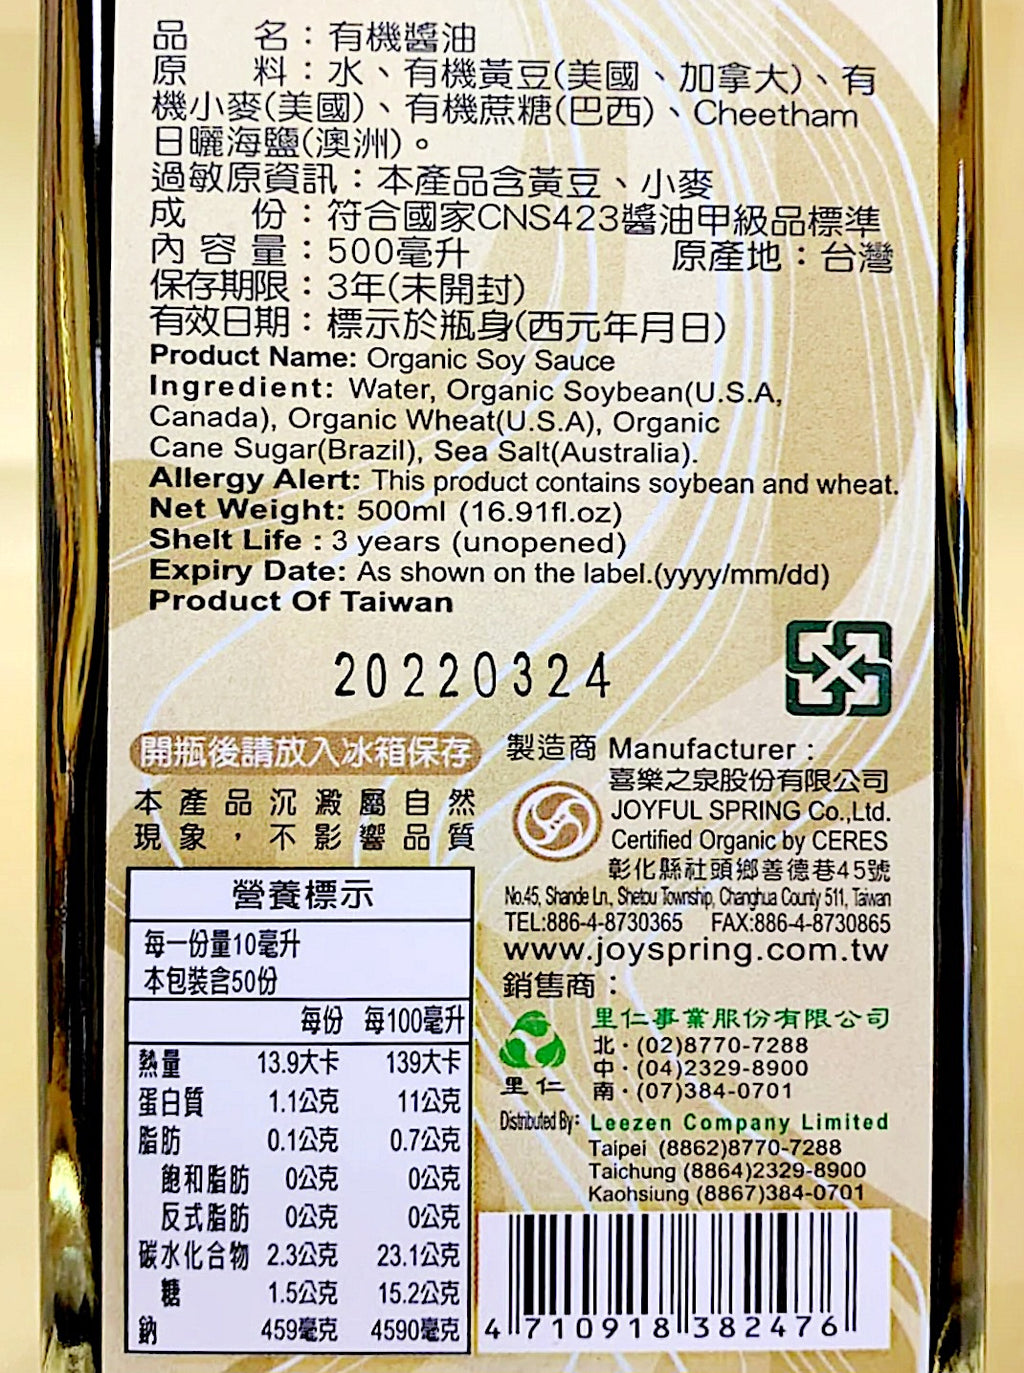 品 名：有機醬油
原 料：水、有機黃豆(美國、加拿大)、有
機小麥(美國)、有機蔗糖(巴西)、Cheetham
日曬海鹽(澳洲)。
過敏原資訊：本產品含黃豆、小麥
成 份：符合國家CNS423醬油甲級品標準
內容量：500毫升 原產地：台灣
保存期限：3年(未開封)
有效日期：標示於瓶身(西元年月日)
Product Name: Organic Soy Sauce
Ingredient: Water, Organic Soybean(U.S.A,
Canada), Organic Wheat(U.S.A), Organic
Cane Sugar(Brazil), Sea Salt(Australia).
Allergy Alert: This product contains soybean and wheat.
Net Weight: 500ml (16.91fl.oz)
Shelt Life : 3 years (unopened)
Expiry Date: As shown on the label.(yyyy/mm/dd)
Product Of Taiwan
20220324
開瓶後請放入冰箱保存
本產品沉澱屬自然
現象，不影響品質
營養標示
每一份量10毫升
本包裝含50份
每份 每100毫升
熱量 13.9大卡 139大卡
蛋白質 1.1公克 11公克
脂肪 0.1公克 0.7公克
飽和脂肪 0公克 0公克
反式脂肪 0公克 0公克
碳水化合物 2.3公克 23.1公克
糖 1.5公克 15.2公克
鈉 459毫克 4590毫克
製造商 Manufacturer :
喜樂之泉股份有限公司
JOYFUL SPRING Co.,Ltd.
Certified Organic by CERES
彰化縣社頭鄉善德巷45號
No.45, Shande Ln., Shetou Township, Changhua County 511, Taiwan
TEL:886-4-8730365 FAX:886-4-8730865
www.joyspring.com.tw
銷售商：
里仁事業股份有限公司
北·(02)8770-7288
中·(04)2329-8900
南·(07)384-0701
里仁
Distributed By: Leezen Company Limited
Taipei (8862)8770-7288
Taichung (8864)2329-8900
Kaohsiung (8867)384-0701
4 710918 382476